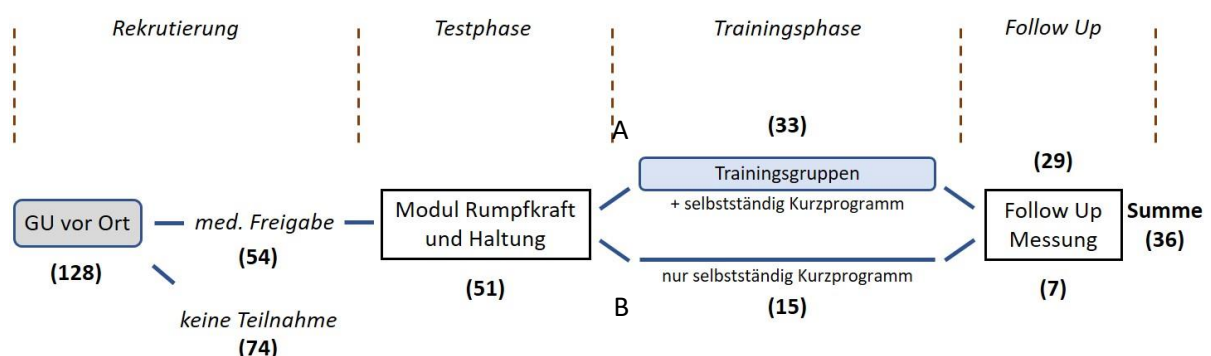 Rekrutierung
Testphase
Trainingsphase
Follow Up
A
(33)
(29)
Trainingsgruppen
+ selbstständig Kurzprogramm
GU vor Ort
med. Freigabe
Modul Rumpfkraft
und Haltung
Follow Up
Messung
Summe
(36)
(128)
(54)
(51)
nur selbstständig Kurzprogramm
(7)
B
(15)
keine Teilnahme
(74)